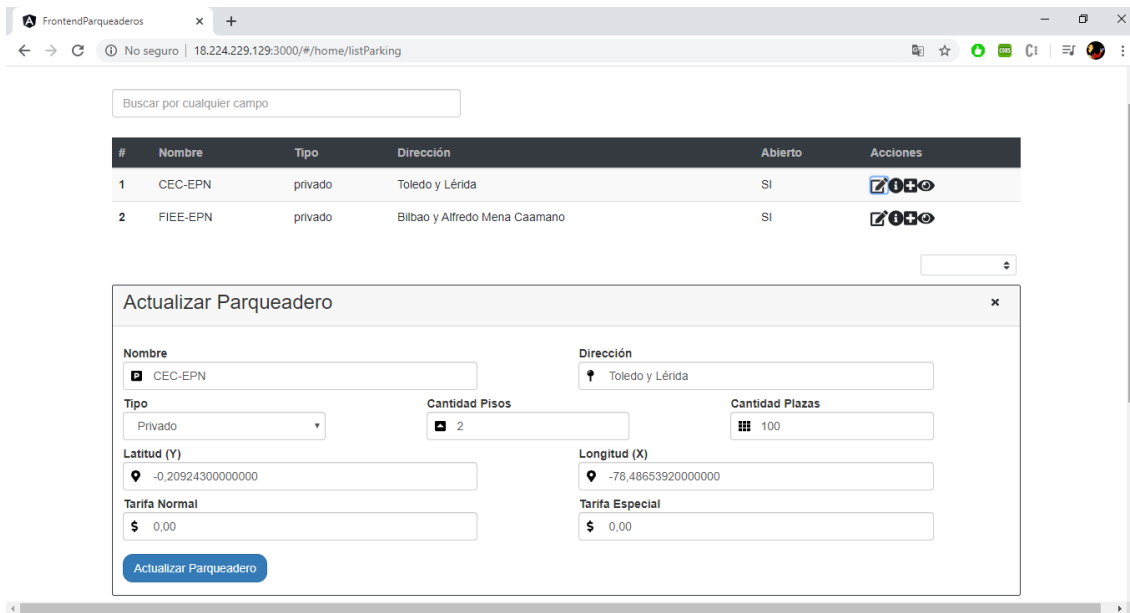 FrontendParqueaderos
No seguro | 18.224.229.129:3000/#/home/listParking
Buscar por cualquier campo
# Nombre Tipo Dirección Abierto Acciones
1 CEC-EPN privado Toledo y Lérida SI
2 FIEE-EPN privado Bilbao y Alfredo Mena Caamano SI
Actualizar Parqueadero
Nombre Dirección
CEC-EPN Toledo y Lérida
Tipo Cantidad Pisos Cantidad Plazas
Privado 2 100
Latitud (Y) Longitud (X)
-0,20924300000000 -78,48653920000000
Tarifa Normal Tarifa Especial
$ 0,00 $ 0,00
Actualizar Parqueadero